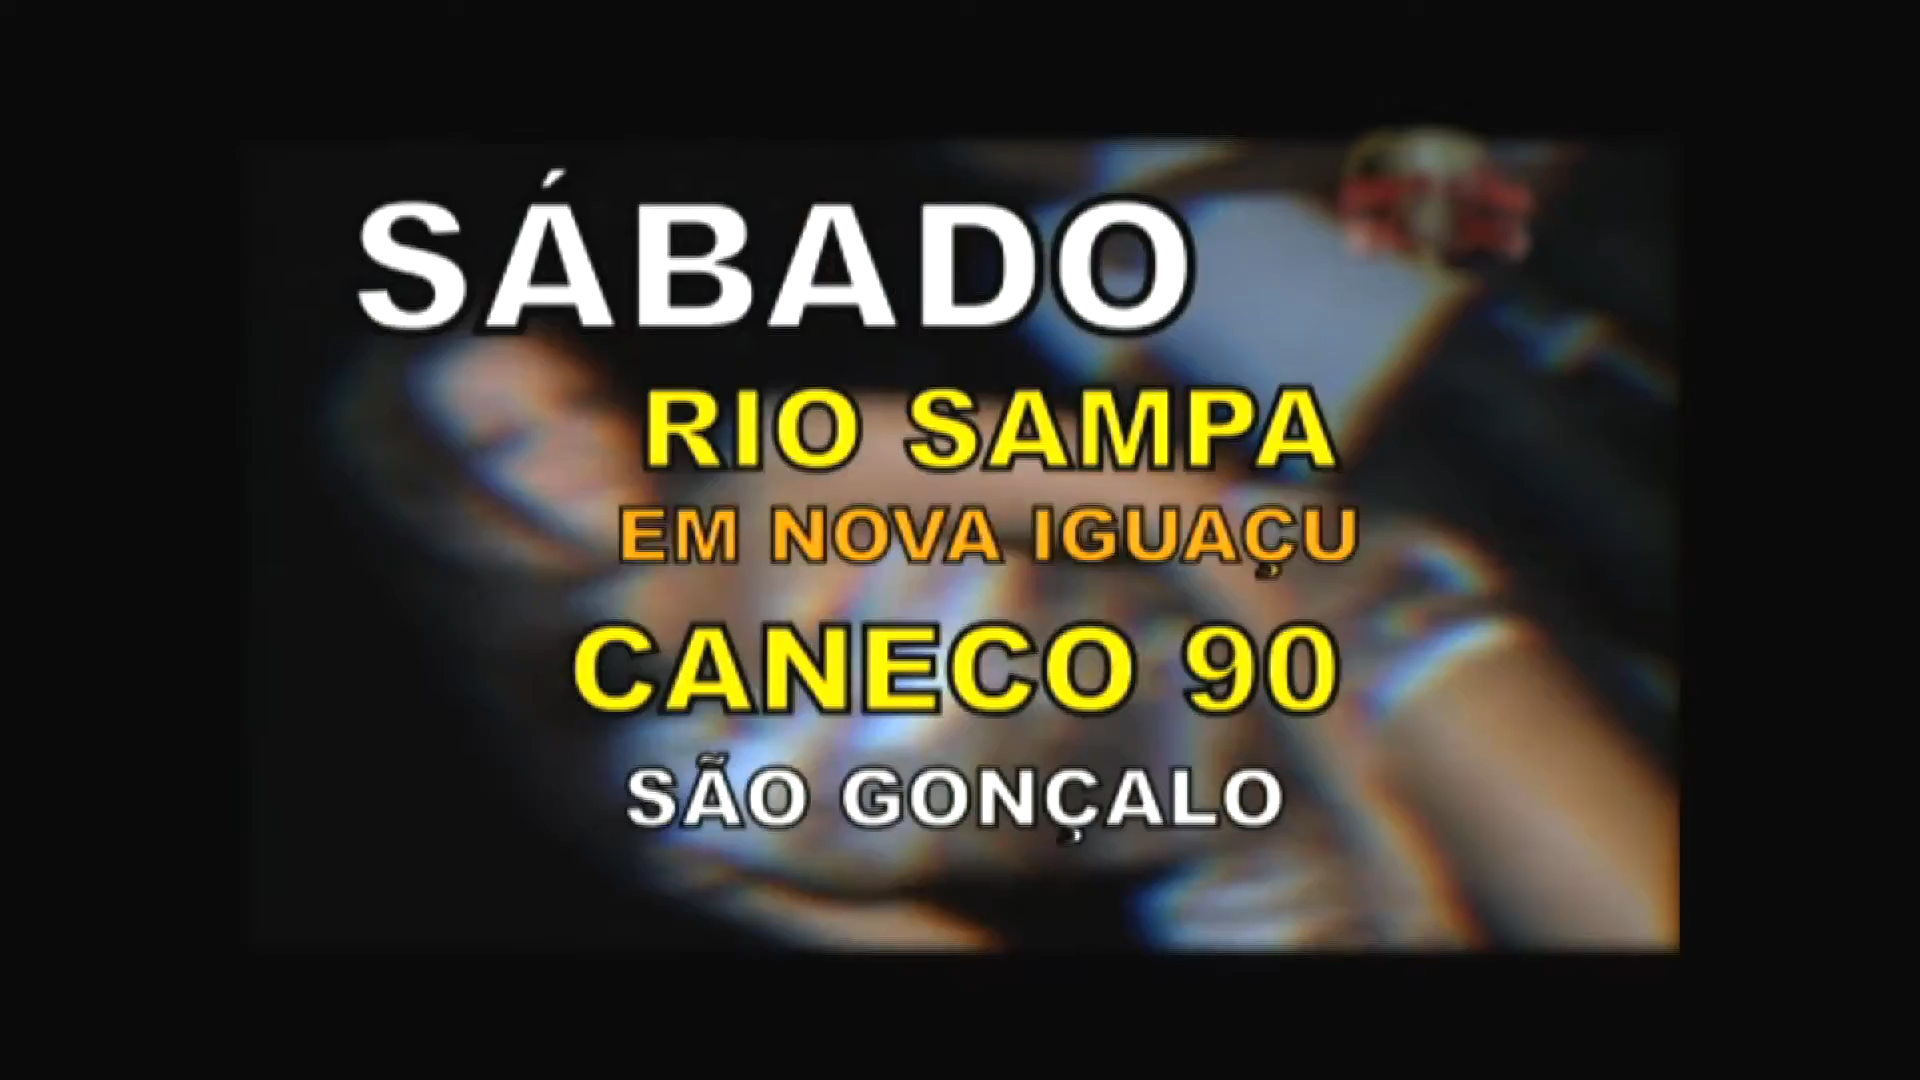 SÁBADO
RIO SAMPA
EM NOVA IGUAÇU
CANECO 90
SÃO GONÇALO